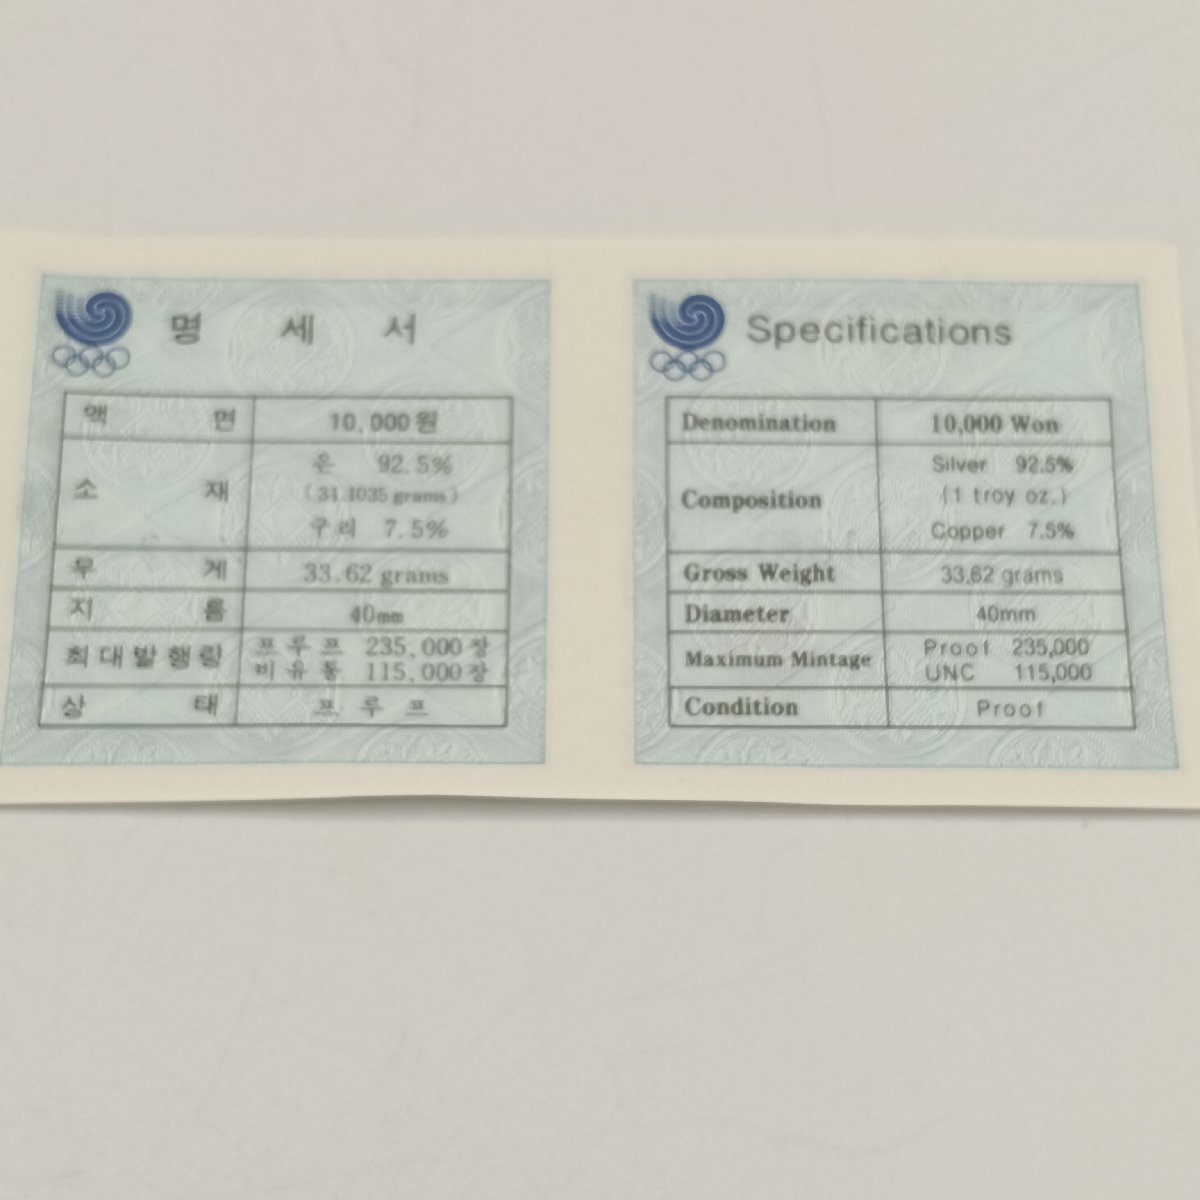 명 세 서
액 면 10,000원
소 재 은 92.5%
(31.1035 grams)
구리 7.5%
무 게 33.62 grams
지 름 40mm
최대발행량 프루프 235,000장
비유통 115,000장
상 태 프루프
Specifications
Denomination 10,000 Won
Composition Silver 92.5%
(1 troy oz.)
Copper 7.5%
Gross Weight 33.62 grams
Diameter 40mm
Maximum Mintage Proof 235,000
UNC 115,000
Condition Proof